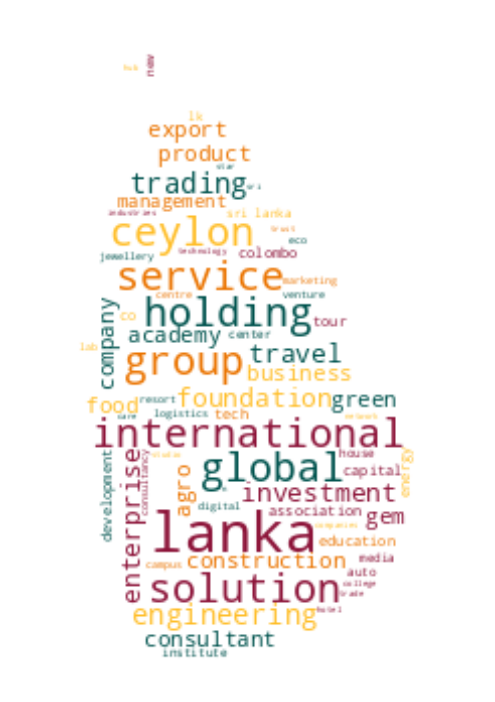 hub new
lk
export
product
star
trading sri
management
industries sri lanka
ceylon trust
eco
technology colombo
jewellery
service marketing
centre venture
holding
company co tour
academy center
lab group travel
business
foundation green
food resort
care logistics tech network
international
house
global capital
energy
development enterprise consultancy studio agro
investment
digital association gem
lanka companies
education
construction media
campus auto
solution college
trade
engineering hotel
consultant
institute